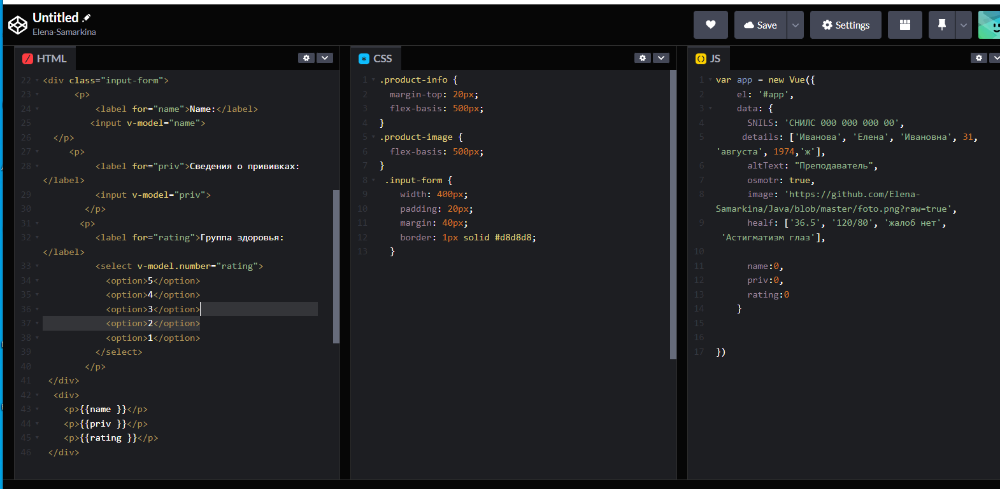 Untitled
Elena-Samarkina
Save
Settings
HTML
22 <div class="input-form">
23 <p>
24 <label for="name">Name:</label>
25 <input v-model="name">
26 </p>
27 <p>
28 <label for="priv">Сведения о прививках:
</label>
29 <input v-model="priv">
30 </p>
31 <p>
32 <label for="rating">Группа здоровья:
</label>
33 <select v-model.number="rating">
34 <option>5</option>
35 <option>4</option>
36 <option>3</option>
37 <option>2</option>
38 <option>1</option>
39 </select>
40 </p>
41 </div>
42 <div>
43 <p>{{name }}</p>
44 <p>{{priv }}</p>
45 <p>{{rating }}</p>
46 </div>
CSS
1 .product-info {
2 margin-top: 20px;
3 flex-basis: 500px;
4 }
5 .product-image {
6 flex-basis: 500px;
7 }
8 .input-form {
9 width: 400px;
10 padding: 20px;
11 margin: 40px;
12 border: 1px solid #d8d8d8;
13 }
JS
1 var app = new Vue({
2 el: '#app',
3 data: {
4 SNILS: 'СНИЛС 000 000 000 00',
5 details: ['Иванова', 'Елена', 'Ивановна', 31,
'августа', 1974,'ж'],
6 altText: "Преподаватель",
7 osmotr: true,
8 image: 'https://github.com/Elena-
Samarkina/Java/blob/master/foto.png?raw=true',
9 healf: ['36.5', '120/80', 'жалоб нет',
'Астигматизм глаз'],
10
11 name:0,
12 priv:0,
13 rating:0
14 }
15
16
17 })